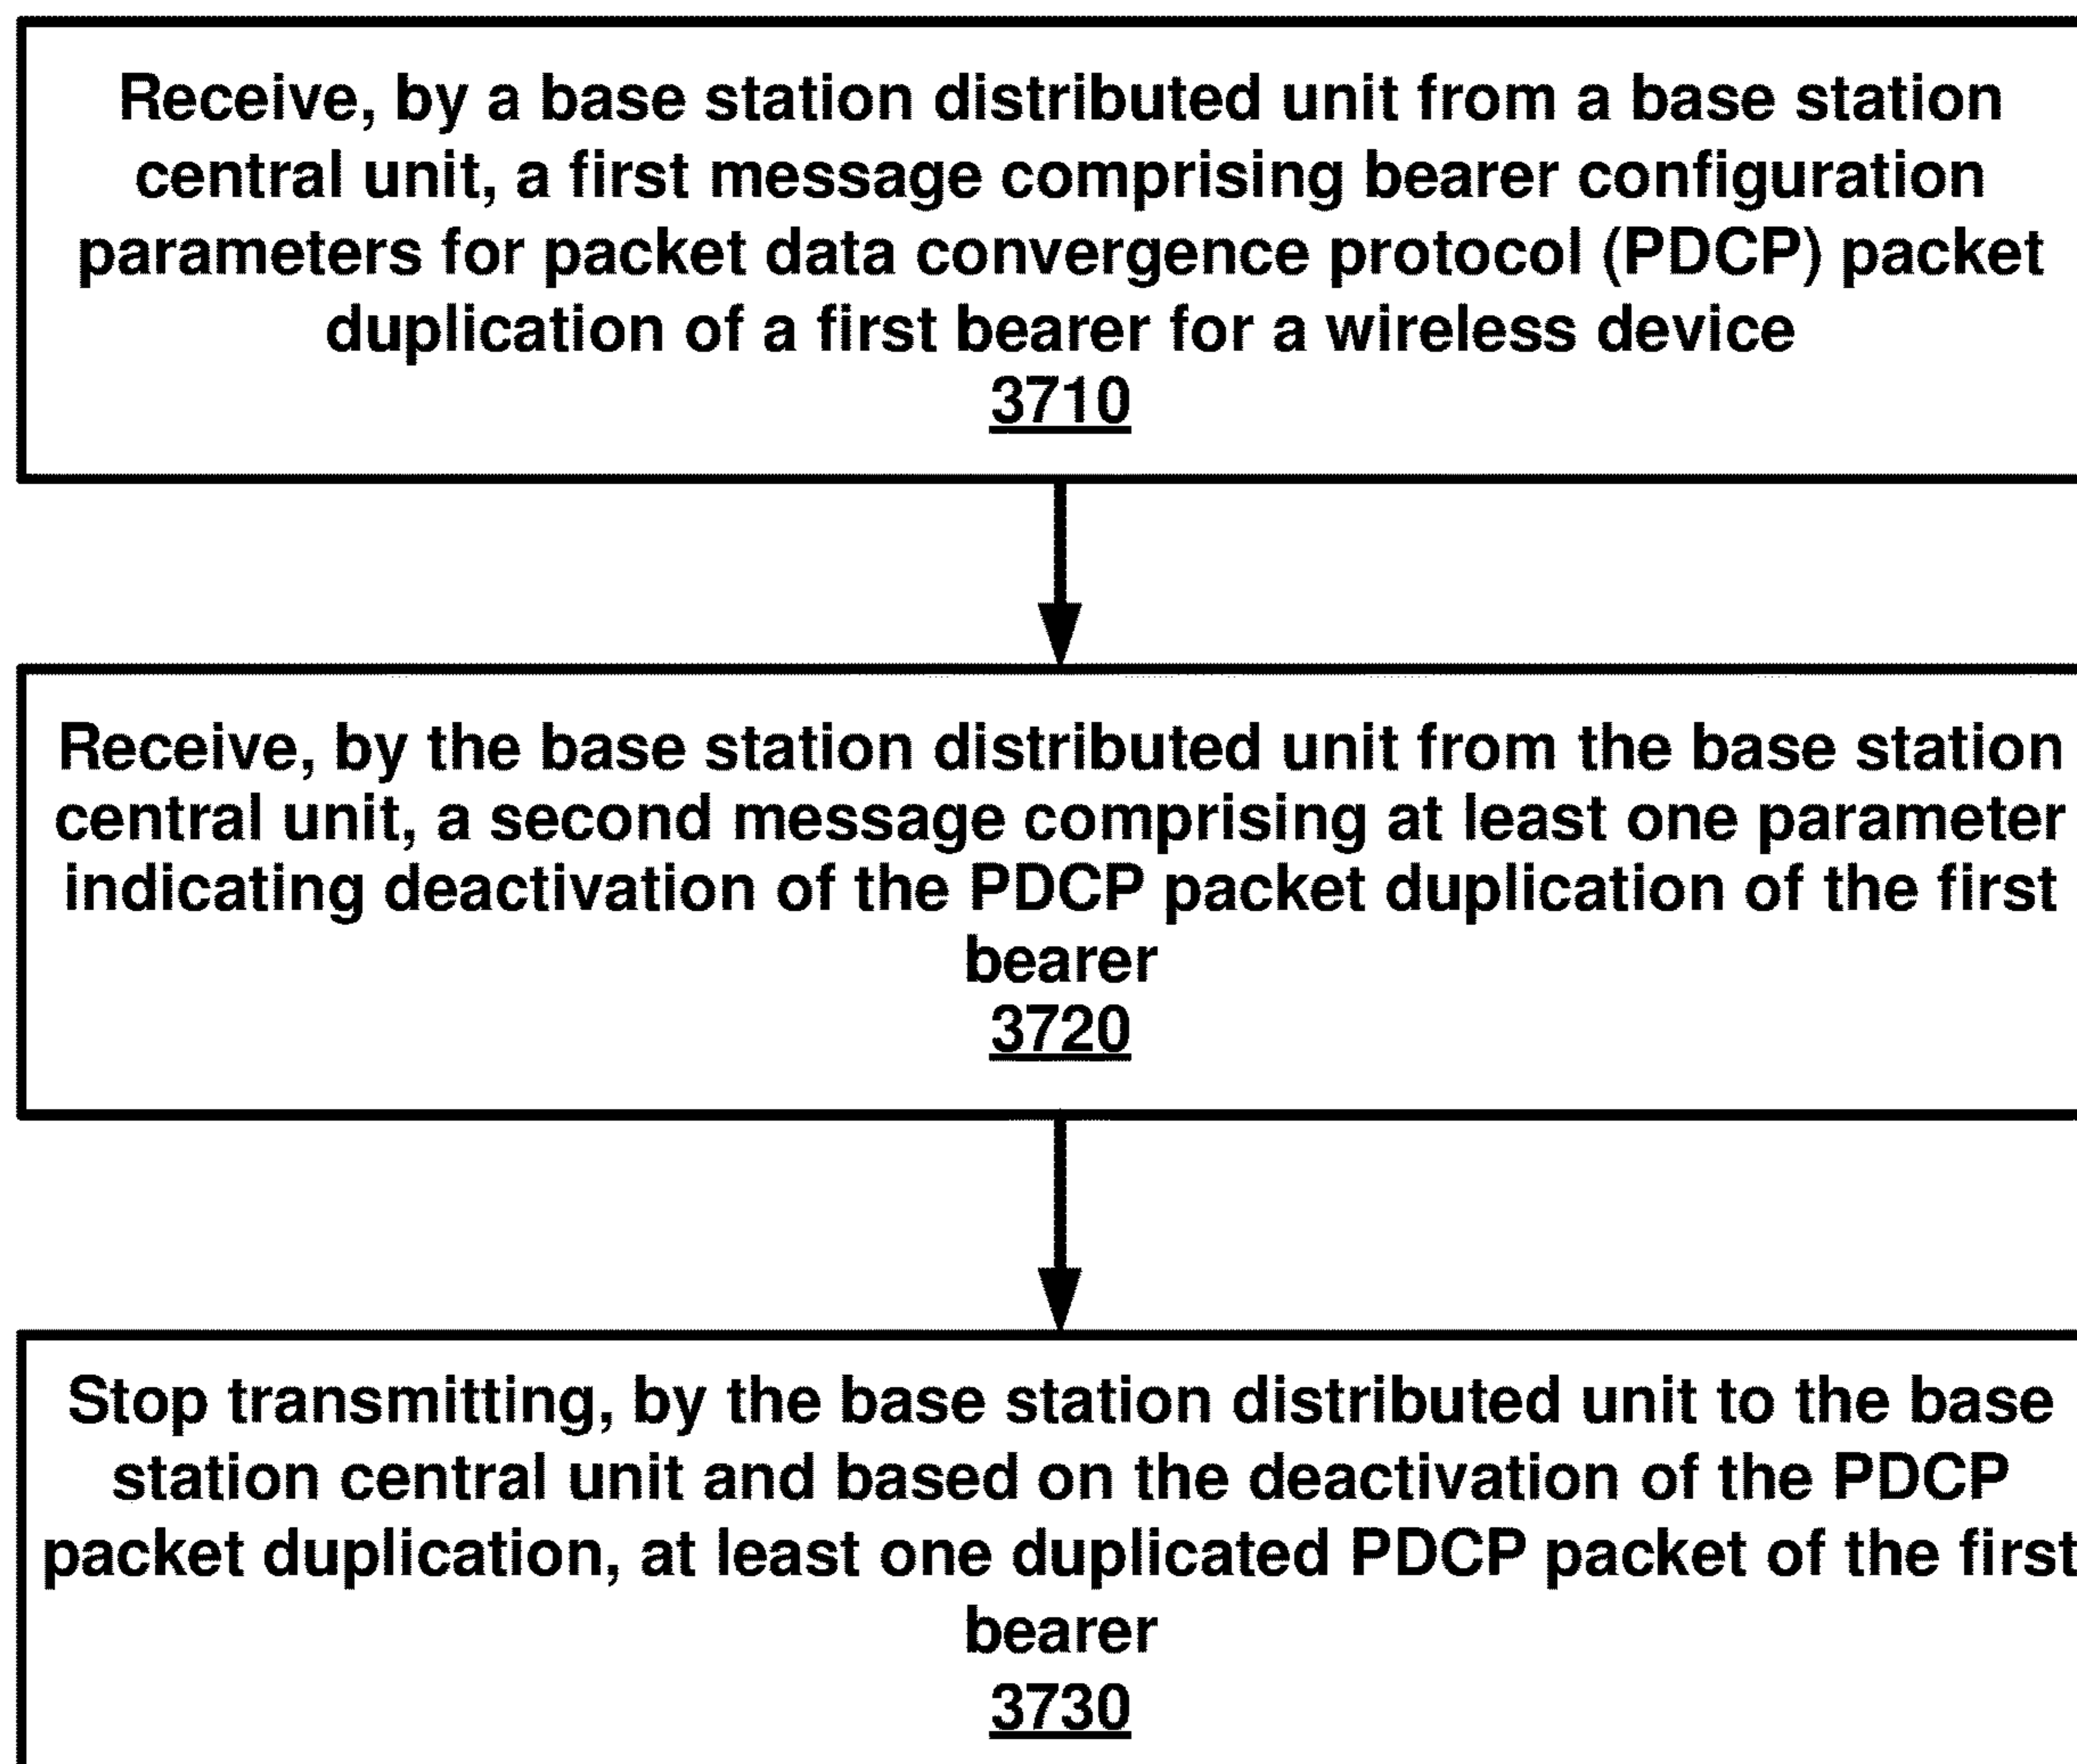 Receive, by a base station distributed unit from a base station
central unit, a first message comprising bearer configuration
parameters for packet data convergence protocol (PDCP) packet
duplication of a first bearer for a wireless device
3710
Receive, by the base station distributed unit from the base station
central unit, a second message comprising at least one parameter
indicating deactivation of the PDCP packet duplication of the first
bearer
3720
Stop transmitting, by the base station distributed unit to the base
station central unit and based on the deactivation of the PDCP
packet duplication, at least one duplicated PDCP packet of the first
bearer
3730